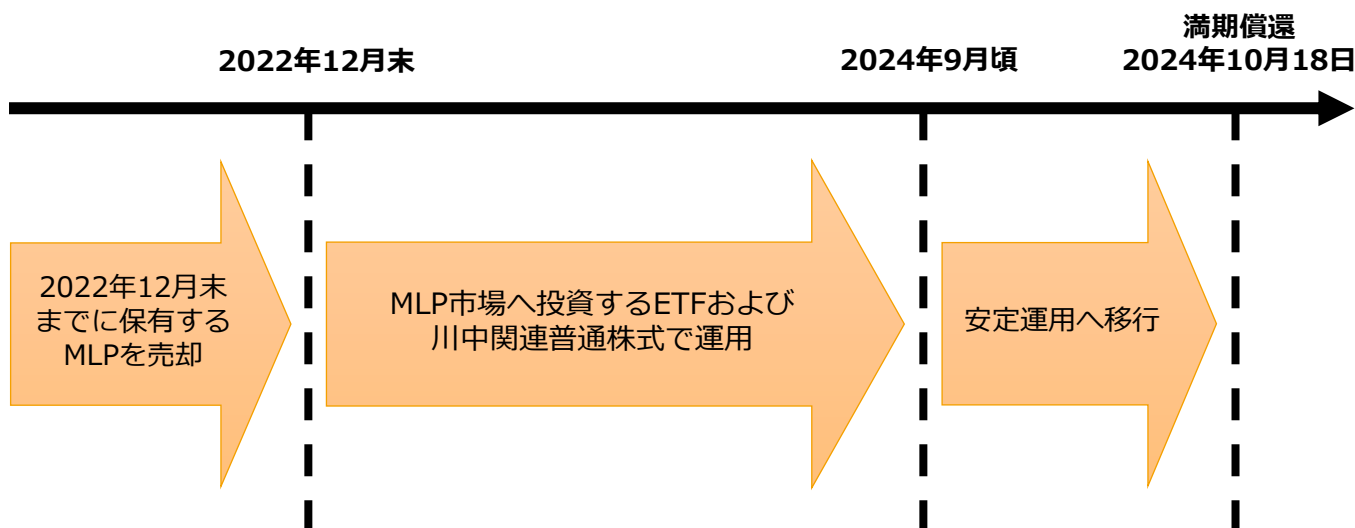 2022年12月末
2024年9月頃
満期償還
2024年10月18日
2022年12月末
までに保有する
MLPを売却
MLP市場へ投資するETFおよび
川中関連普通株式で運用
安定運用へ移行